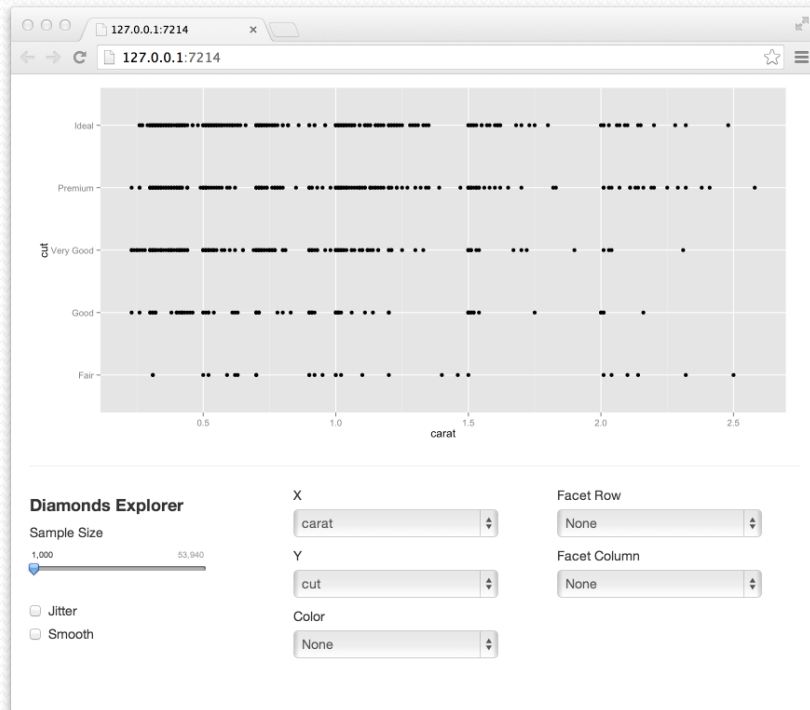 127.0.0.1:7214
127.0.0.1:7214
Ideal
Premium
Very Good
Good
Fair
cut
0.5 1.0 1.5 2.0 2.5
carat
Diamonds Explorer
Sample Size
1,000 53,940
Jitter
Smooth
X
carat
Y
cut
Color
None
Facet Row
None
Facet Column
None